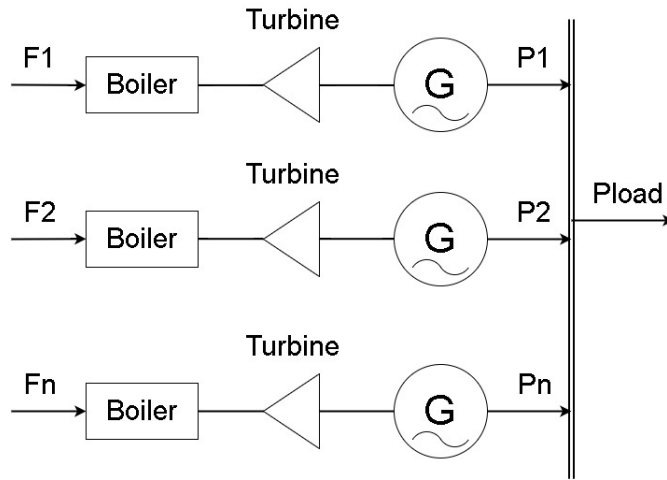 Turbine
F1 Boiler G P1
Turbine
F2 Boiler G P2 Pload
Turbine
Fn Boiler G Pn